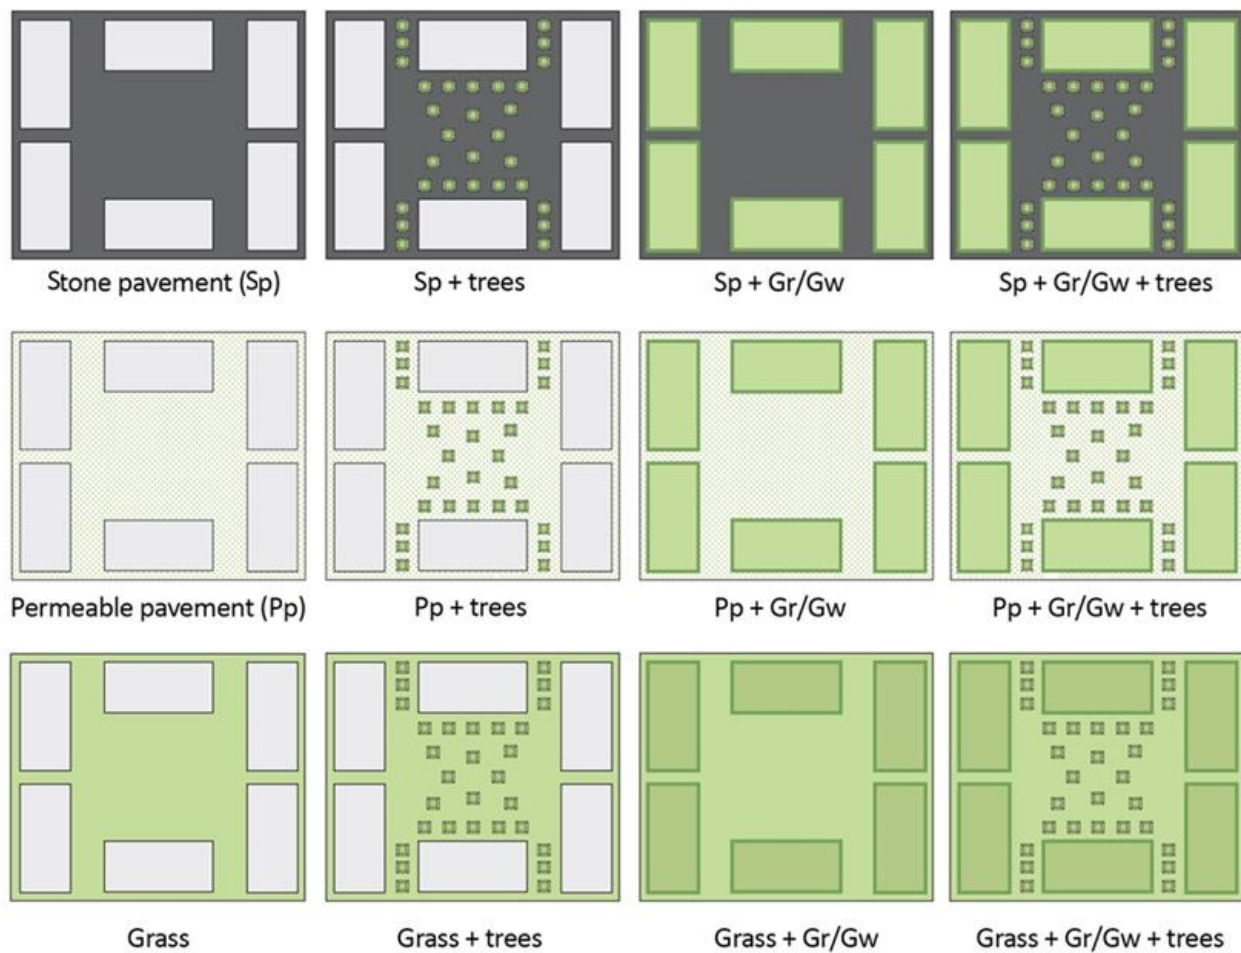 Stone pavement (Sp)
Sp + trees
Sp + Gr/Gw
Sp + Gr/Gw + trees
Permeable pavement (Pp)
Pp + trees
Pp + Gr/Gw
Pp + Gr/Gw + trees
Grass
Grass + trees
Grass + Gr/Gw
Grass + Gr/Gw + trees